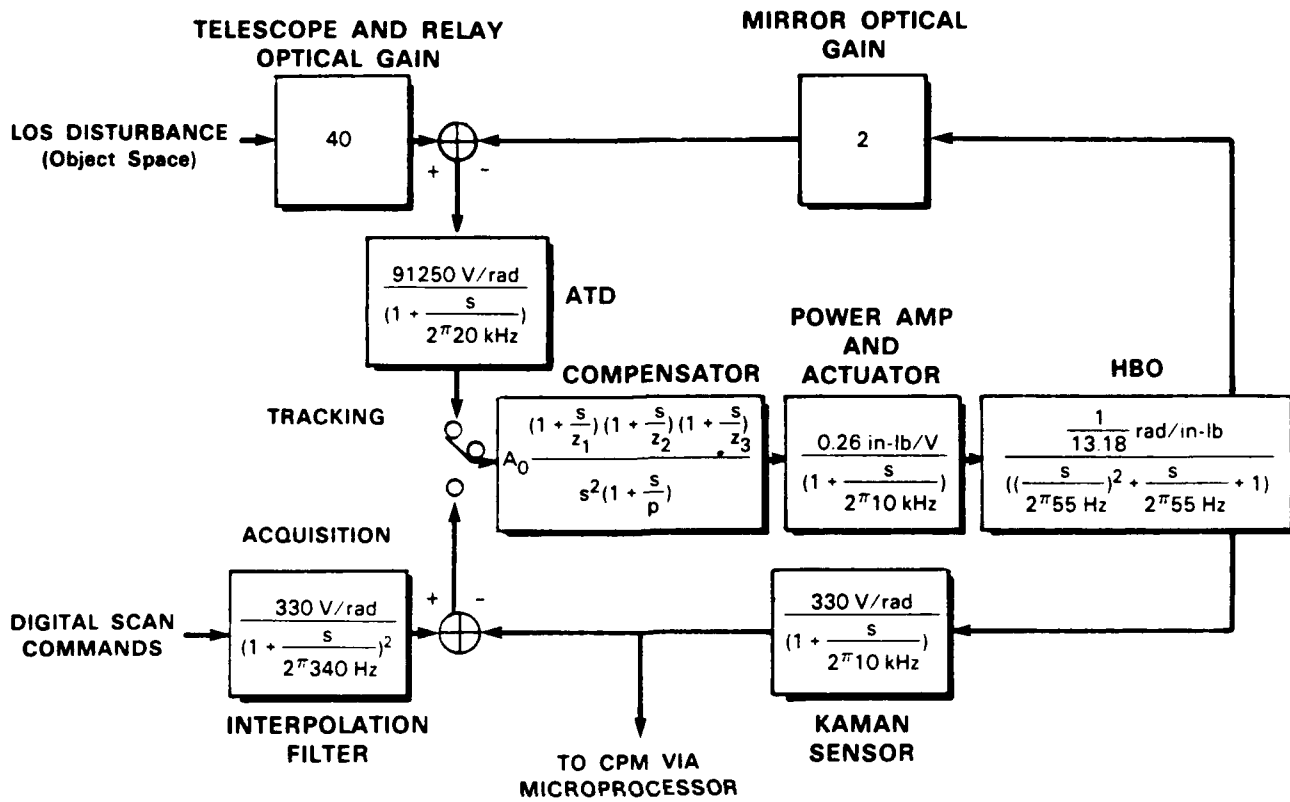 TELESCOPE AND RELAY
OPTICAL GAIN
MIRROR OPTICAL
GAIN
LOS DISTURBANCE
(Object Space)
40
2
+ -
91250 V/rad
(1 + s/(2π20 kHz))
ATD
TRACKING
COMPENSATOR
POWER AMP
AND
ACTUATOR
HBO
A₀ (1 + s/z₁)(1 + s/z₂)(1 + s/z₃)
s²(1 + s/p)
0.26 in-lb/V
(1 + s/(2π10 kHz))
1/13.18 rad/in-lb
((s/(2π55 Hz))² + s/(2π55 Hz) + 1)
ACQUISITION
+ -
DIGITAL SCAN
COMMANDS
330 V/rad
(1 + s/(2π340 Hz))²
330 V/rad
(1 + s/(2π10 kHz))
INTERPOLATION
FILTER
KAMAN
SENSOR
TO CPM VIA
MICROPROCESSOR